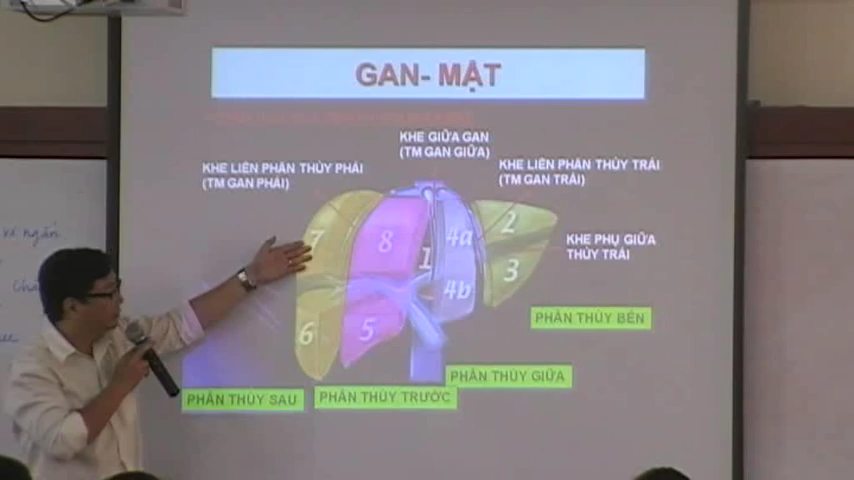 GAN- MẬT
KHE GIỮA GAN
(TM GAN GIỮA)
KHE LIÊN PHÂN THÙY PHẢI
(TM GAN PHẢI)
KHE LIÊN PHÂN THÙY TRÁI
(TM GAN TRÁI)
KHE PHỤ GIỮA
THÙY TRÁI
7
8
1
4a
2
3
4b
6
5
PHÂN THÙY BÊN
PHÂN THÙY GIỮA
PHÂN THÙY SAU
PHÂN THÙY TRƯỚC
ngắn